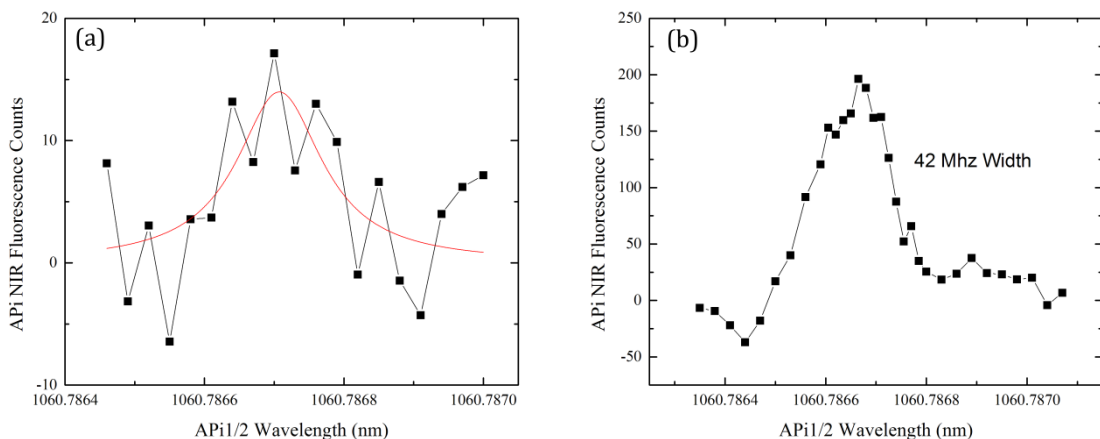 (a)
20
10
0
-10
1060.7864
1060.7866
1060.7868
1060.7870
APi NIR Fluorescence Counts
APi1/2 Wavelength (nm)
(b)
250
200
150
100
50
0
-50
1060.7864
1060.7866
1060.7868
1060.7870
APi NIR Fluorescence Counts
APi1/2 Wavelength (nm)
42 Mhz Width